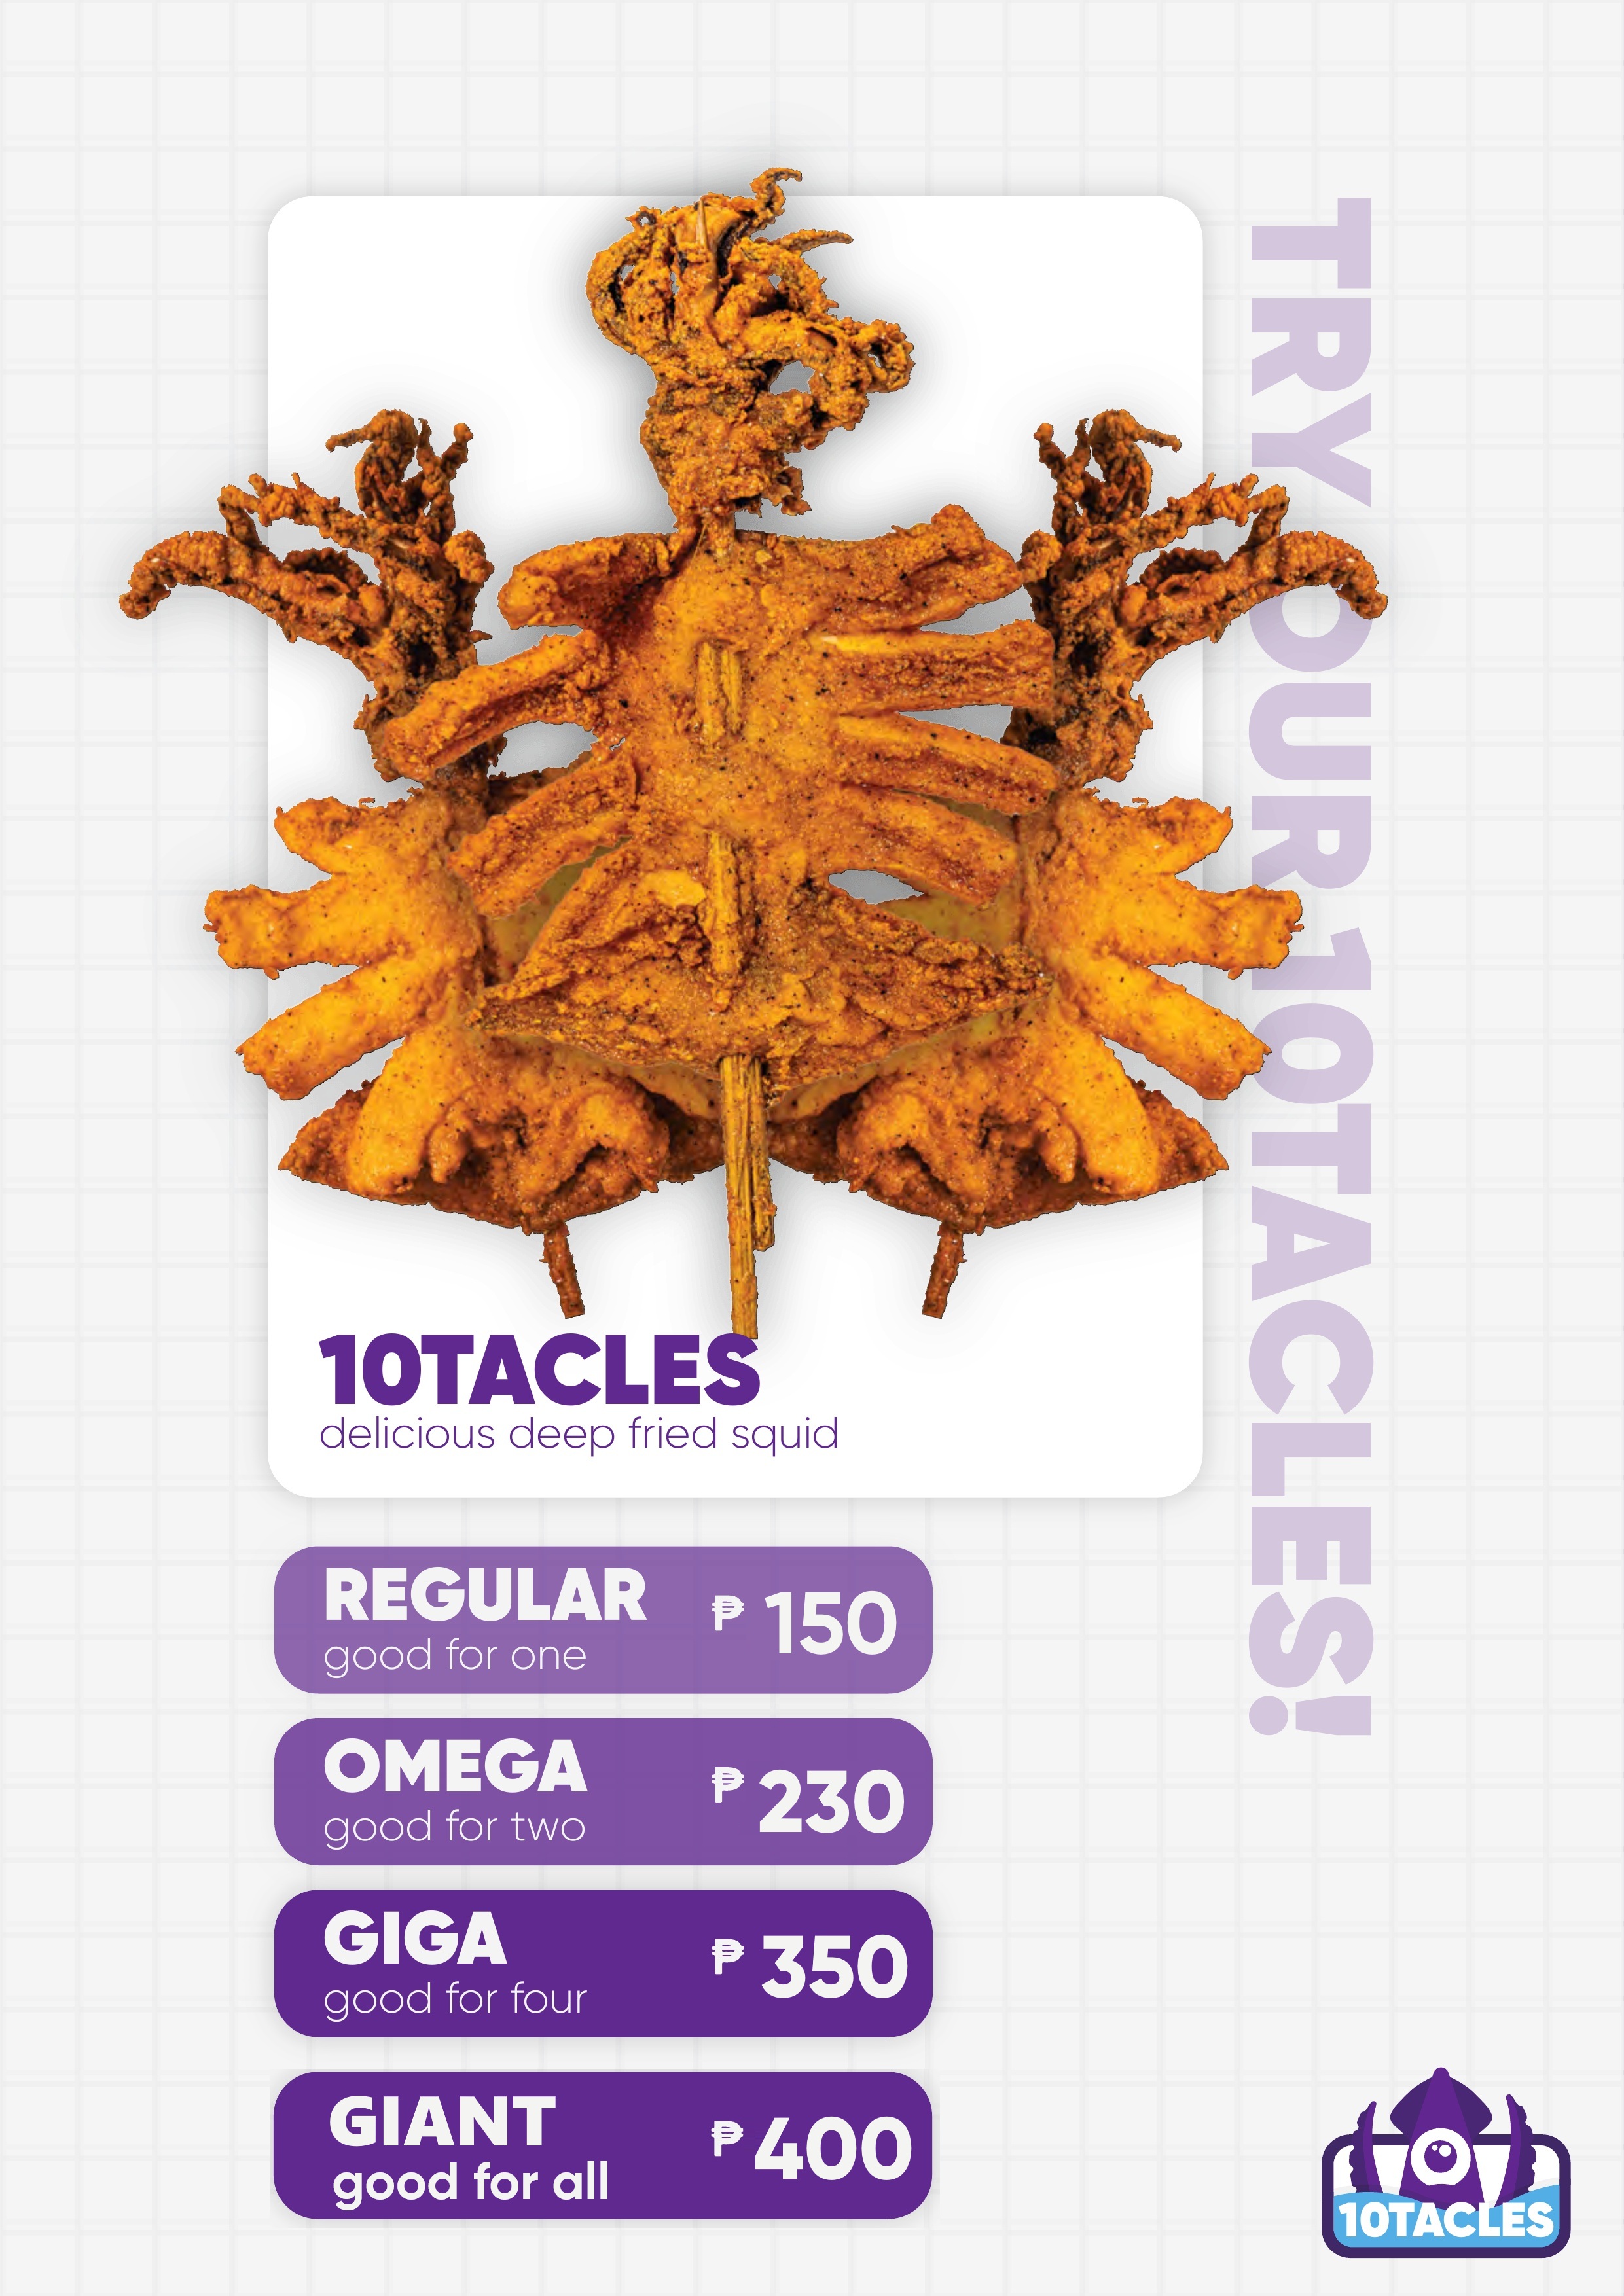 TRY OUR 10TACLES!
10TACLES
delicious deep fried squid
REGULAR ₱ 150
good for one
OMEGA ₱ 230
good for two
GIGA ₱ 350
good for four
GIANT ₱ 400
good for all
10TACLES